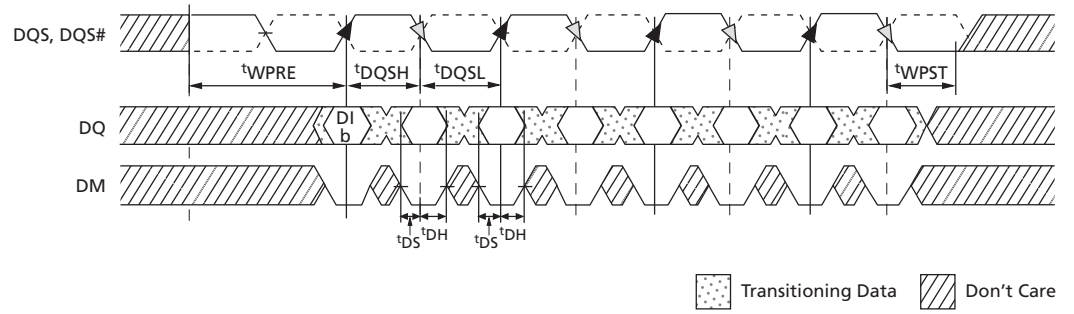 DQS, DQS#
tWPRE tDQSH tDQSL tWPST
DQ
DI
b
DM
tDS tDH tDS tDH
Transitioning Data Don't Care